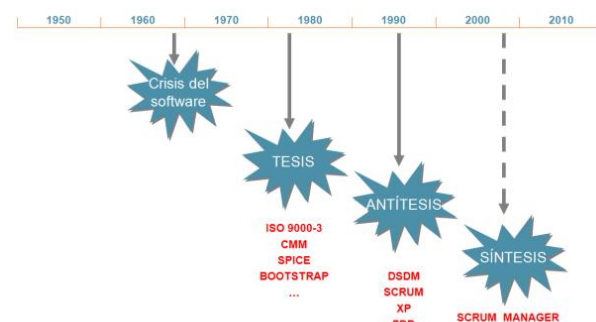 1950 1960 1970 1980 1990 2000 2010
Crisis del
software
TESIS
ISO 9000-3
CMM
SPICE
BOOTSTRAP
...
ANTÍTESIS
DSDM
SCRUM
XP
SÍNTESIS
SCRUM MANAGER